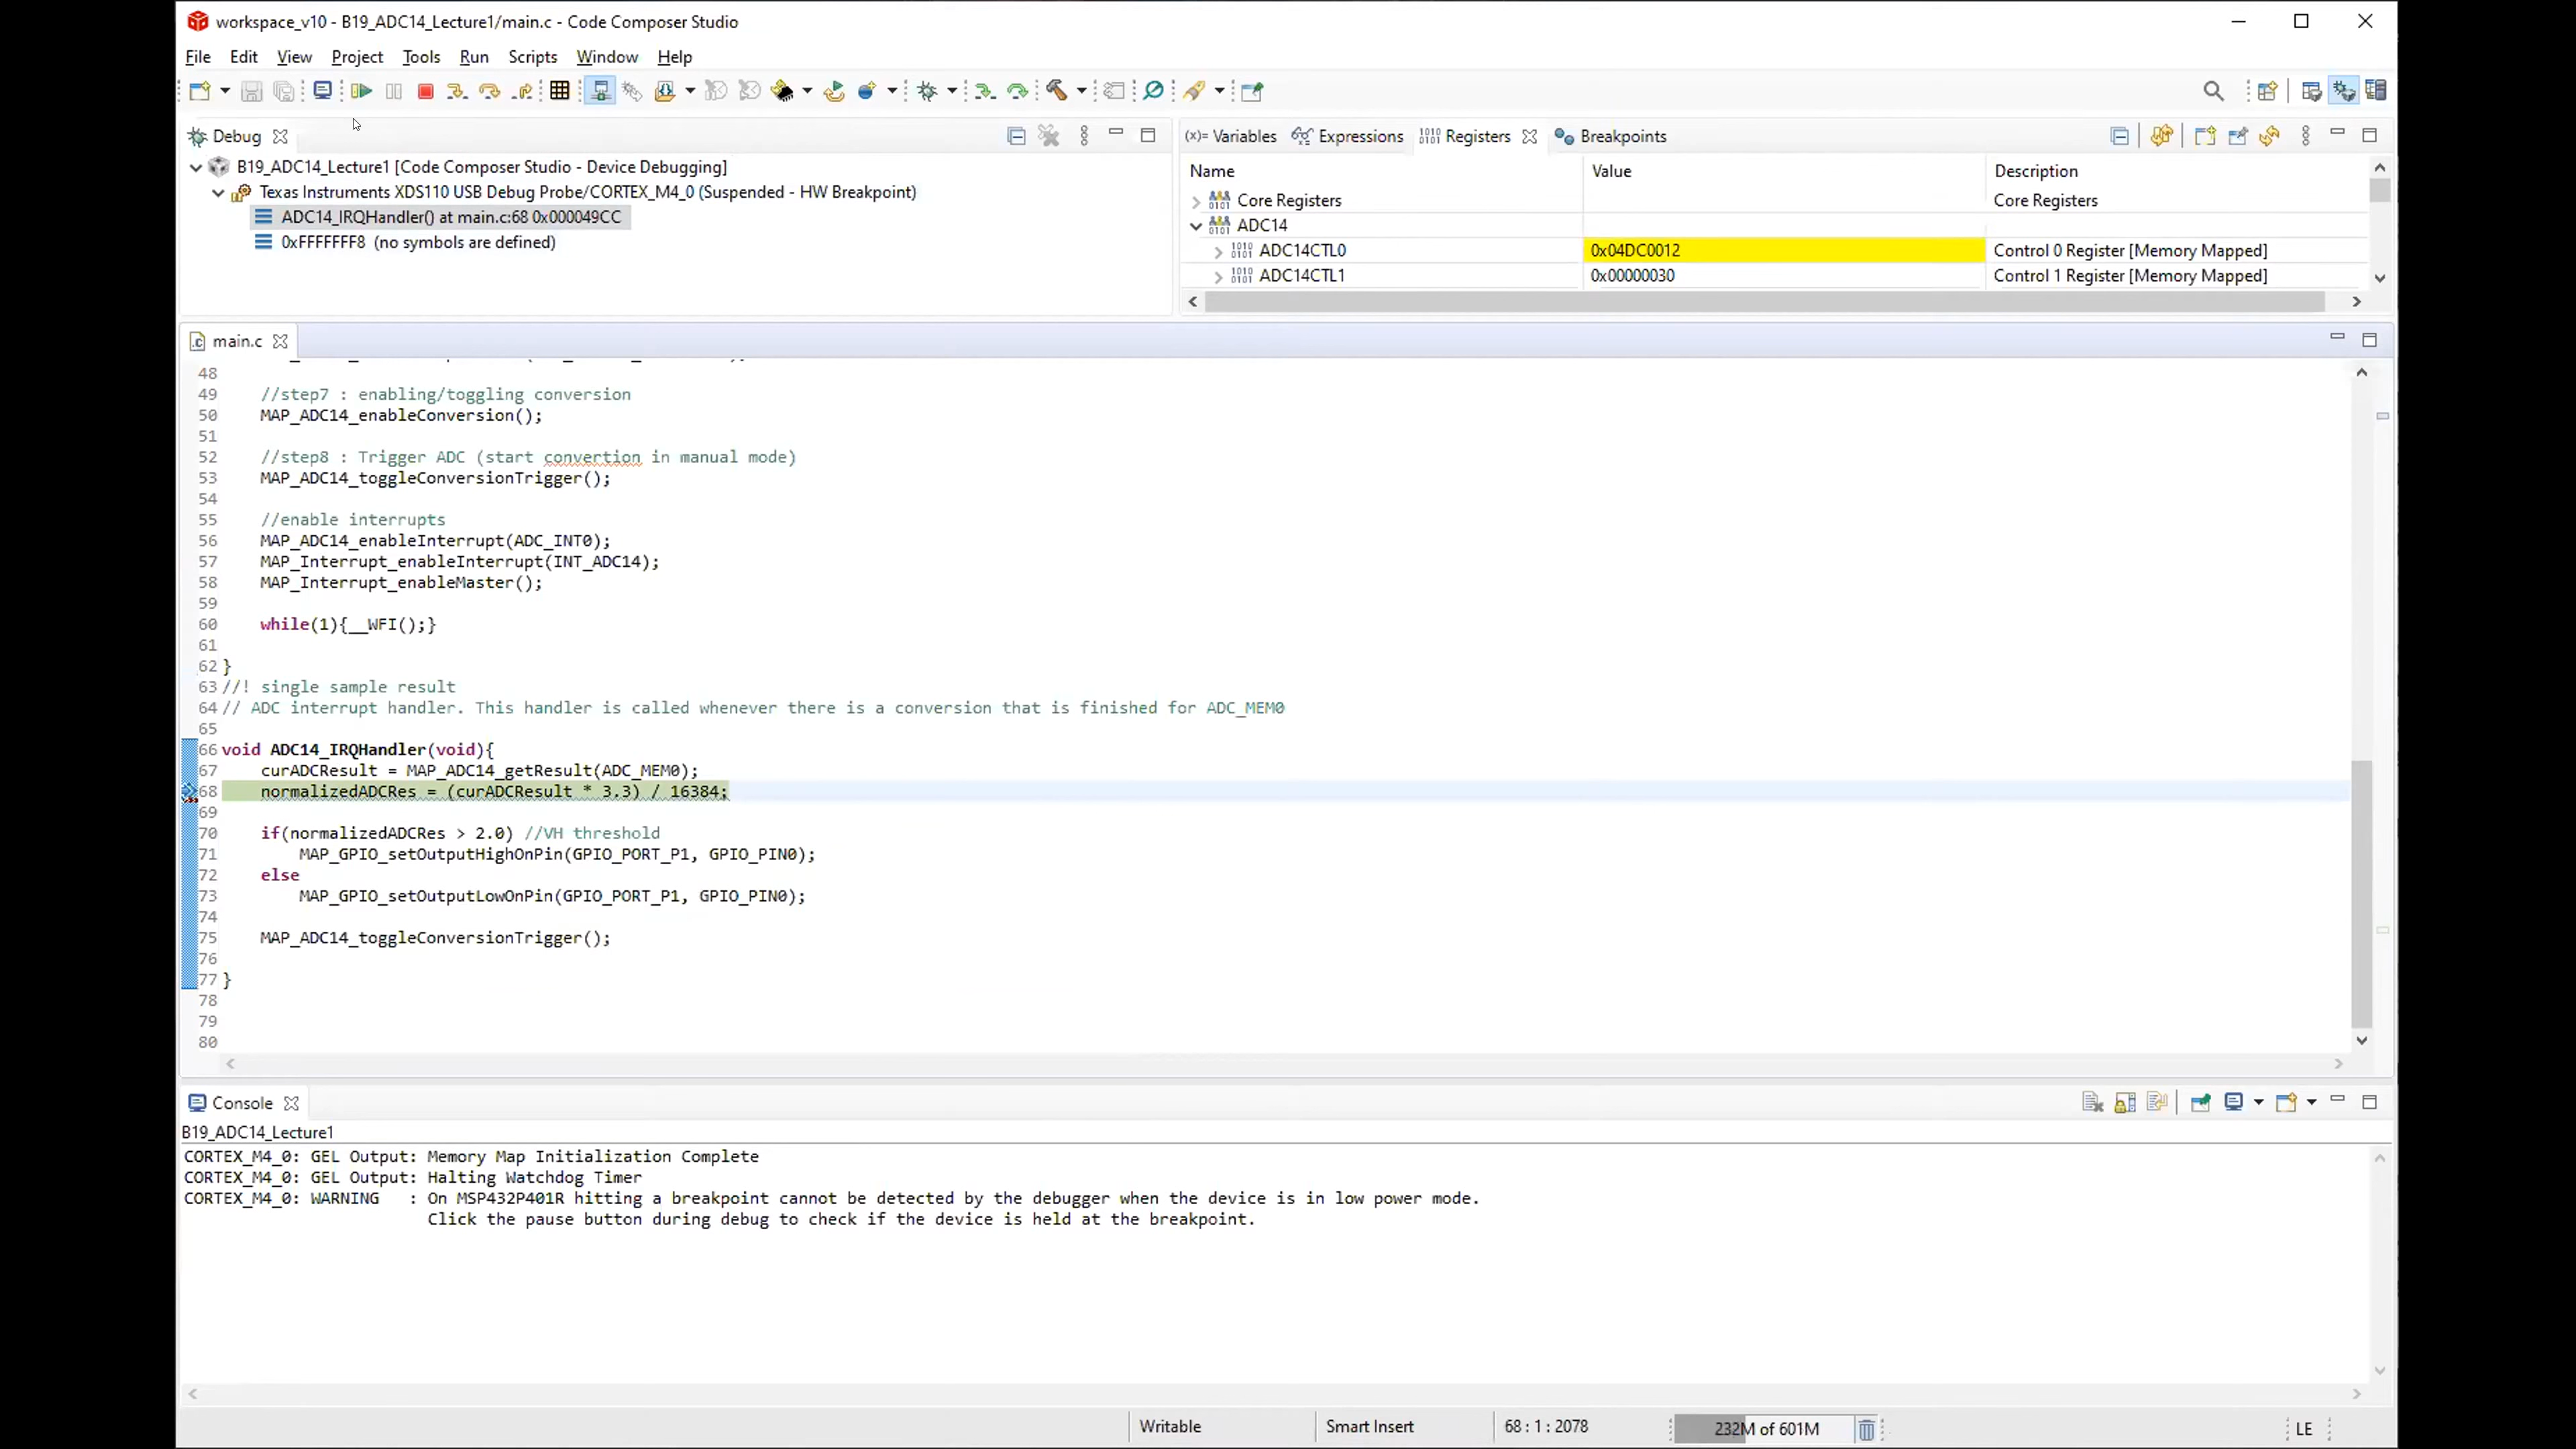 workspace_v10 - B19_ADC14_Lecture1/main.c - Code Composer Studio
File Edit View Project Tools Run Scripts Window Help
Debug
B19_ADC14_Lecture1 [Code Composer Studio - Device Debugging]
Texas Instruments XDS110 USB Debug Probe/CORTEX_M4_0 (Suspended - HW Breakpoint)
ADC14_IRQHandler() at main.c:68 0x000049CC
0xFFFFFFF8 (no symbols are defined)
(x)= Variables Expressions Registers Breakpoints
Name Value Description
Core Registers Core Registers
ADC14
ADC14CTL0 0x04DC0012 Control 0 Register [Memory Mapped]
ADC14CTL1 0x00000030 Control 1 Register [Memory Mapped]
main.c
48
49 //step7 : enabling/toggling conversion
50 MAP_ADC14_enableConversion();
51
52 //step8 : Trigger ADC (start convertion in manual mode)
53 MAP_ADC14_toggleConversionTrigger();
54
55 //enable interrupts
56 MAP_ADC14_enableInterrupt(ADC_INT0);
57 MAP_Interrupt_enableInterrupt(INT_ADC14);
58 MAP_Interrupt_enableMaster();
59
60 while(1){__WFI();}
61
62 }
63 //! single sample result
64 // ADC interrupt handler. This handler is called whenever there is a conversion that is finished for ADC_MEM0
65
66 void ADC14_IRQHandler(void){
67 curADCResult = MAP_ADC14_getResult(ADC_MEM0);
68 normalizedADCRes = (curADCResult * 3.3) / 16384;
69
70 if(normalizedADCRes > 2.0) //VH threshold
71 MAP_GPIO_setOutputHighOnPin(GPIO_PORT_P1, GPIO_PIN0);
72 else
73 MAP_GPIO_setOutputLowOnPin(GPIO_PORT_P1, GPIO_PIN0);
74
75 MAP_ADC14_toggleConversionTrigger();
76
77 }
78
79
80
Console
B19_ADC14_Lecture1
CORTEX_M4_0: GEL Output: Memory Map Initialization Complete
CORTEX_M4_0: GEL Output: Halting Watchdog Timer
CORTEX_M4_0: WARNING : On MSP432P401R hitting a breakpoint cannot be detected by the debugger when the device is in low power mode.
Click the pause button during debug to check if the device is held at the breakpoint.
Writable Smart Insert 68 : 1 : 2078 232M of 601M LE